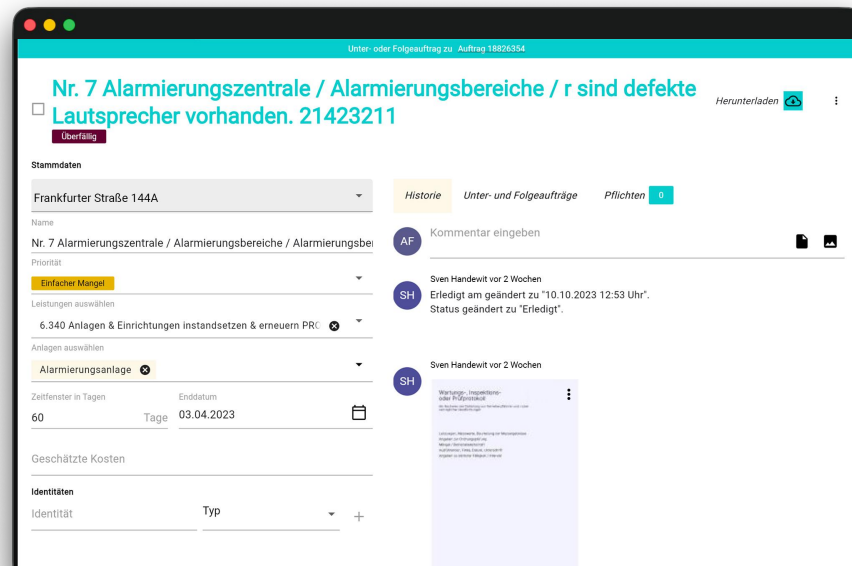 Unter- oder Folgeauftrag zu Auftrag 18826354
Nr. 7 Alarmierungszentrale / Alarmierungsbereiche / r sind defekte
Lautsprecher vorhanden. 21423211
Herunterladen
Überfällig
Stammdaten
Frankfurter Straße 144A
Name
Nr. 7 Alarmierungszentrale / Alarmierungsbereiche / Alarmierungsber
Priorität
Einfacher Mangel
Leistungen auswählen
6.340 Anlagen & Einrichtungen instandsetzen & erneuern PRO
Anlagen auswählen
Alarmierungsanlage
Zeitfenster in Tagen
Enddatum
60 Tage
03.04.2023
Geschätzte Kosten
Identitäten
Identität
Typ
Historie Unter- und Folgeaufträge Pflichten 0
AF
Kommentar eingeben
Sven Handewit vor 2 Wochen
SH
Erledigt am geändert zu "10.10.2023 12:53 Uhr".
Status geändert zu "Erledigt".
Sven Handewit vor 2 Wochen
SH
Wartungs-, Inspektions-
oder Prüfprotokoll